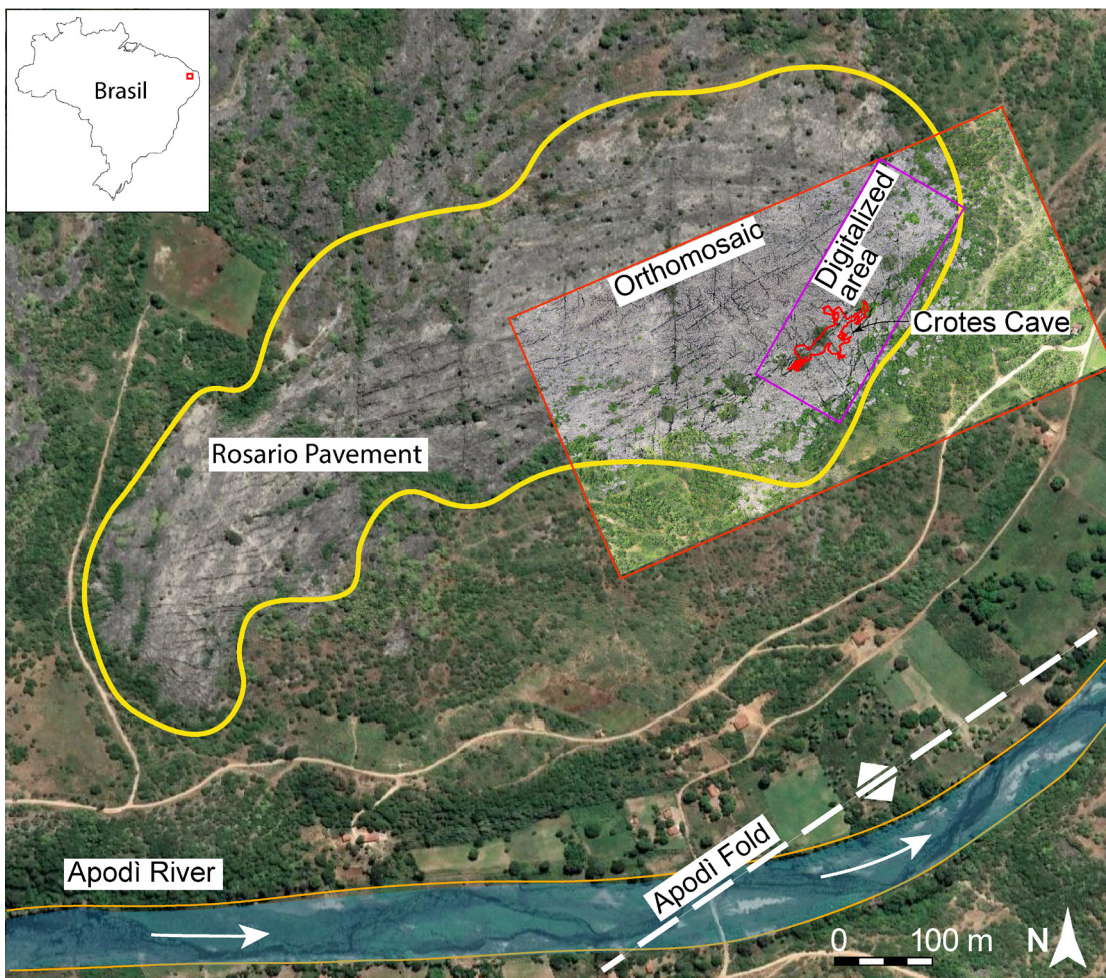 Brasil
Orthomosaic
Digitalized
area
Crotes Cave
Rosario Pavement
Apodì Fold
Apodì River
0 100 m N